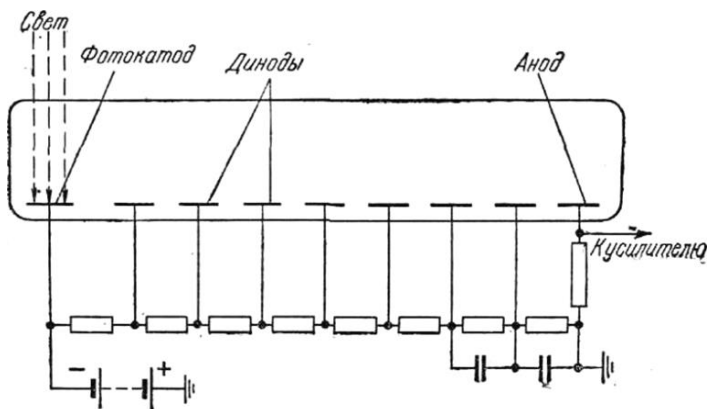 Свет
Фотокатод
Диноды
Анод
К усилителю
- +